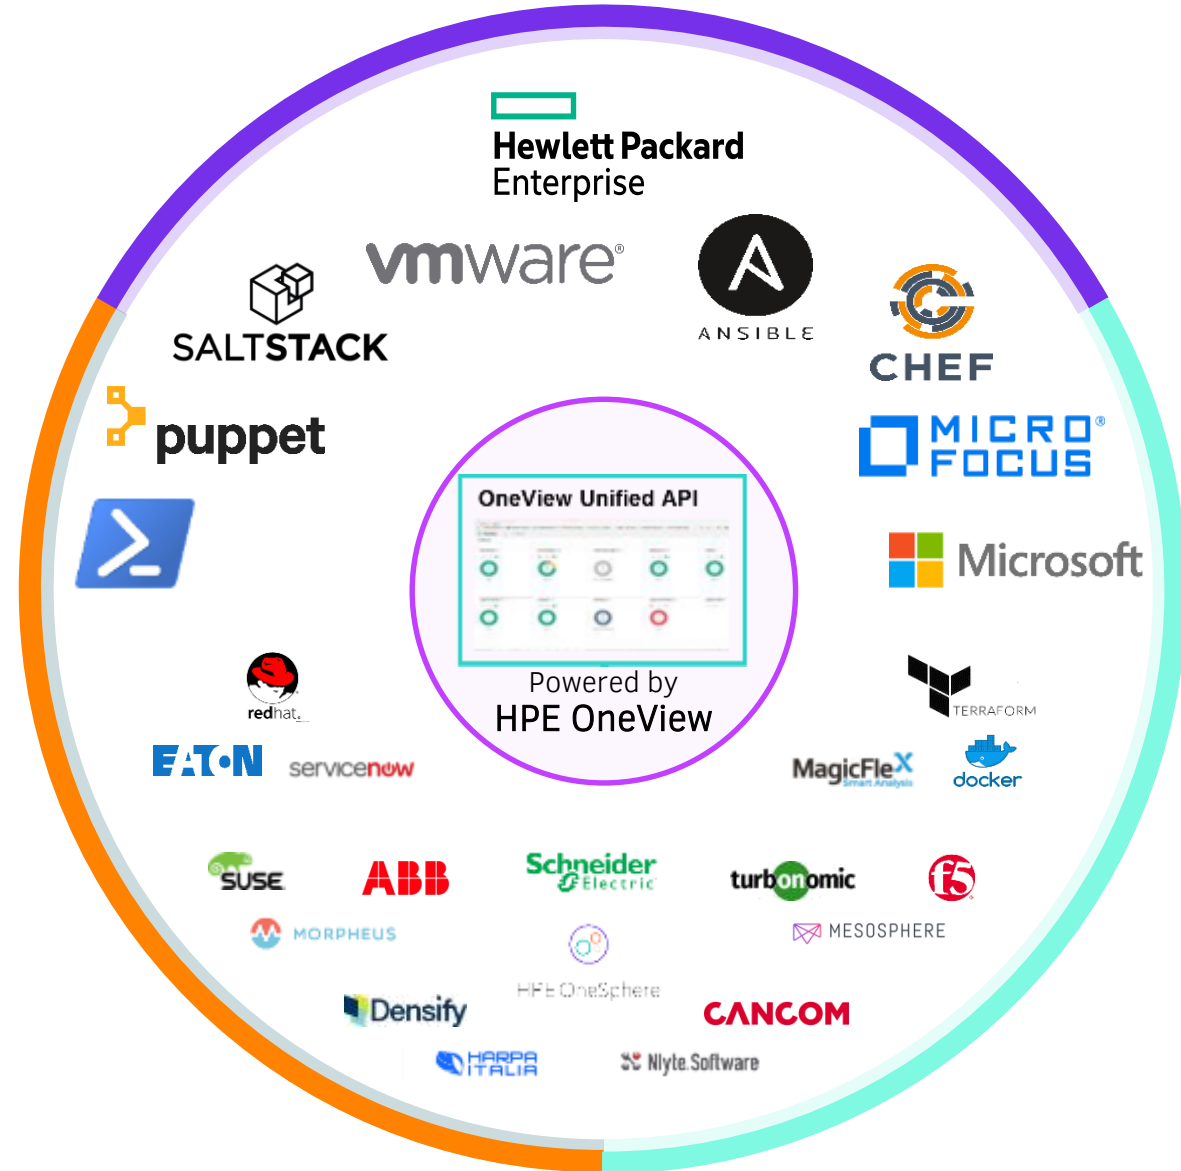 Hewlett Packard
Enterprise
vmware®
ANSIBLE
SALTSTACK
CHEF
puppet
MICRO®
FOCUS
OneView Unified API
Microsoft
Powered by
HPE OneView
redhat.
TERRAFORM
EATON
servicenow
MagicFleX
Smart Analysis
docker
SUSE
ABB
Schneider
Electric
turbonomic
f5
MORPHEUS
MESOSPHERE
HPE OneSphere
Densify
CANCOM
HARPA
ITALIA
Nlyte.Software